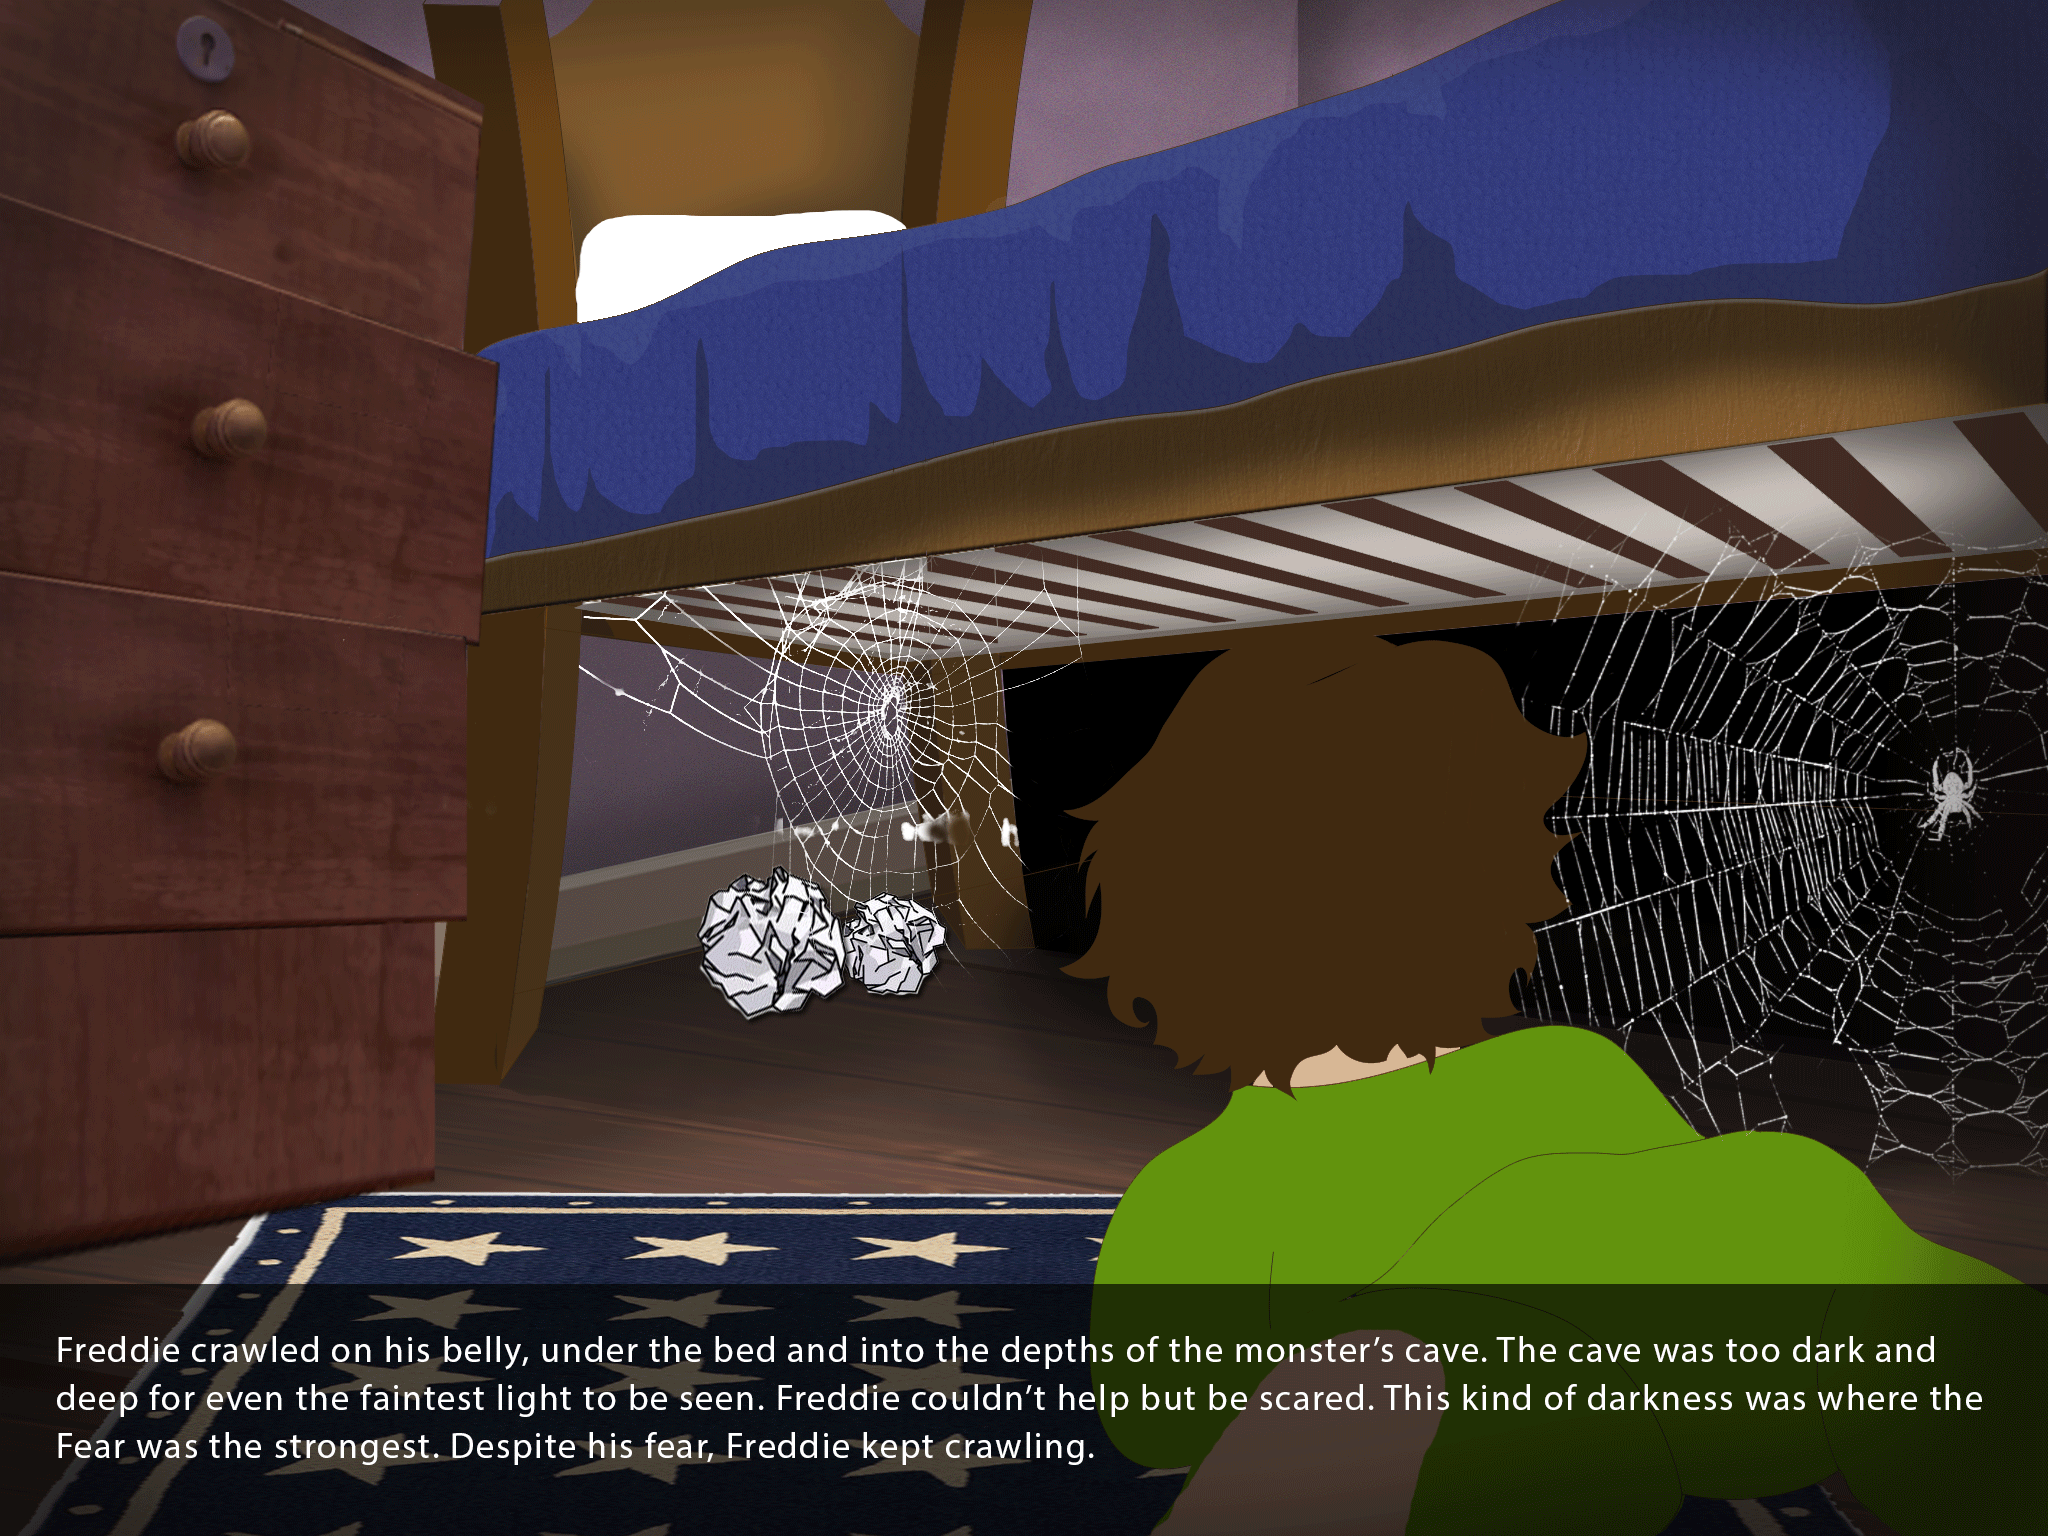 Freddie crawled on his belly, under the bed and into the depths of the monster’s cave. The cave was too dark and
deep for even the faintest light to be seen. Freddie couldn’t help but be scared. This kind of darkness was where the
Fear was the strongest. Despite his fear, Freddie kept crawling.